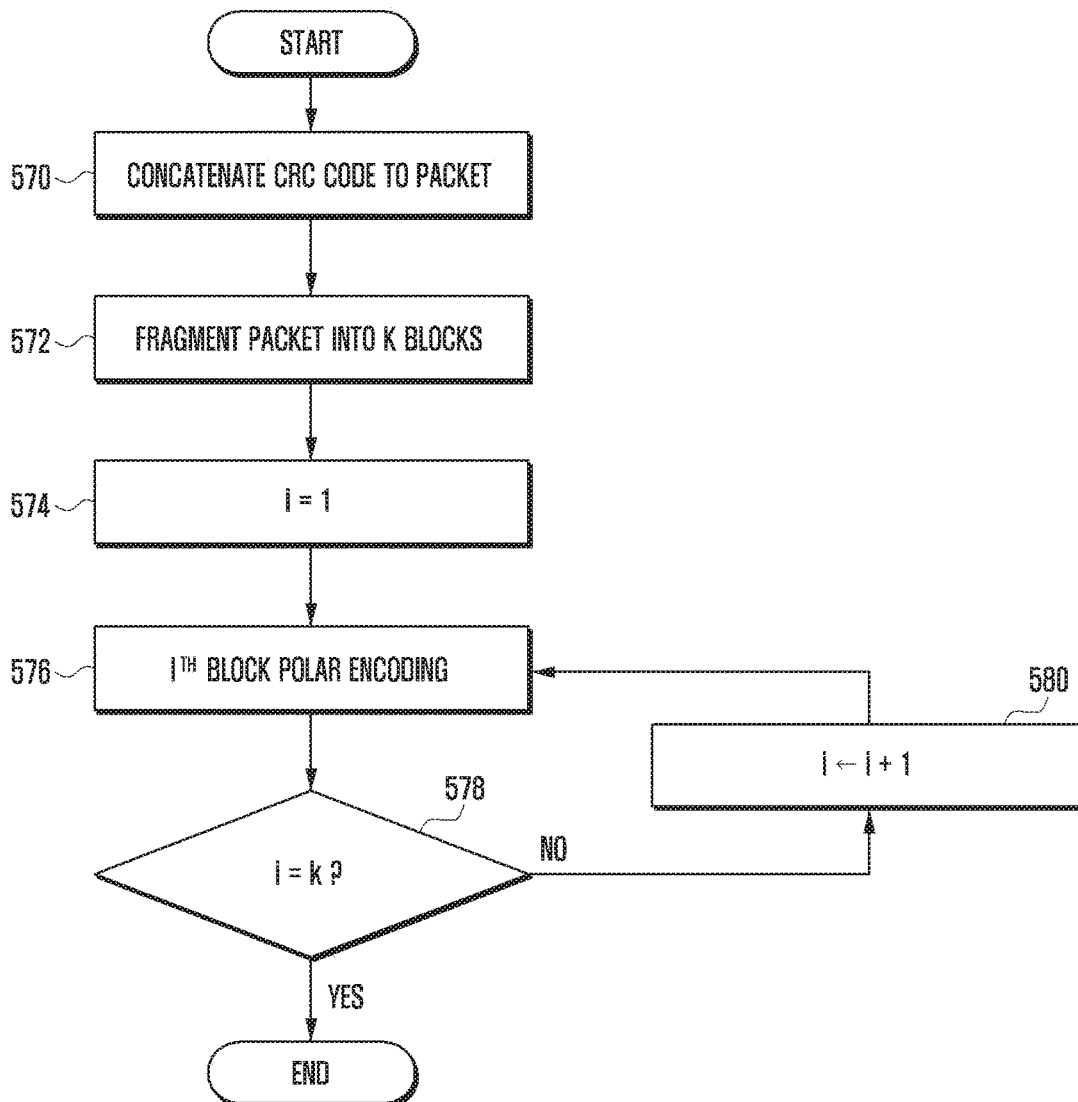 START
570
CONCATENATE CRC CODE TO PACKET
572
FRAGMENT PACKET INTO K BLOCKS
574
i = 1
576
ITH BLOCK POLAR ENCODING
580
i ← i + 1
578
i = k ?
NO
YES
END